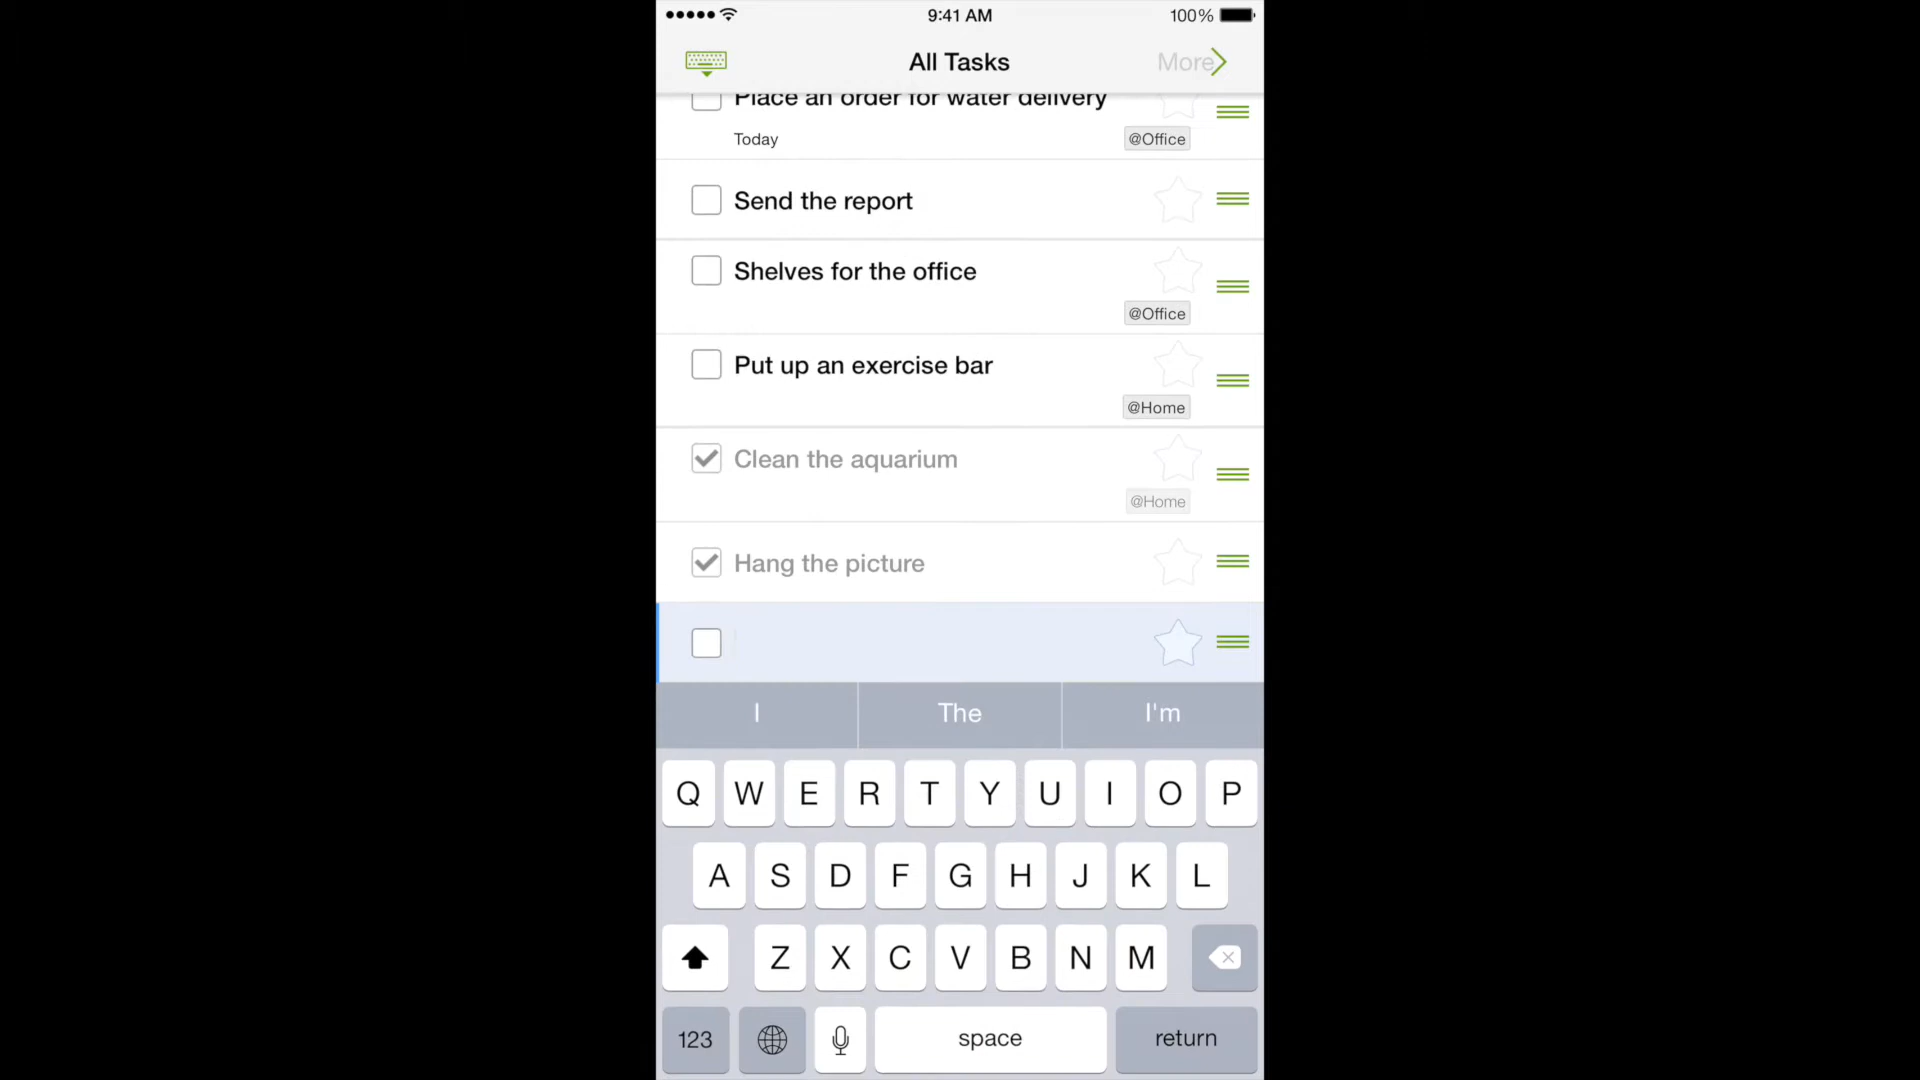 9:41 AM 100%
All Tasks More
Place an order for water delivery
Today @Office
Send the report
Shelves for the office
@Office
Put up an exercise bar
@Home
Clean the aquarium
@Home
Hang the picture
I The I'm
Q W E R T Y U I O P
A S D F G H J K L
Z X C V B N M
123 space return